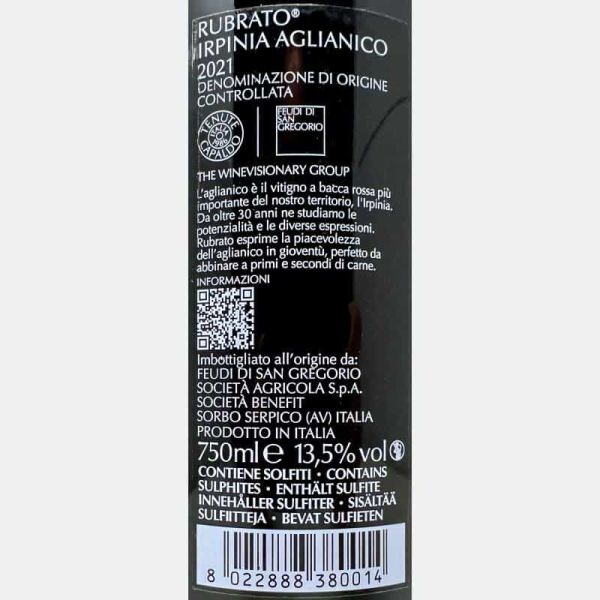 RUBRATO®
IRPINIA AGLIANICO
2021
DENOMINAZIONE DI ORIGINE
CONTROLLATA
TENUTE
ITALIA
1986
CAPALDO
FEUDI DI
SAN
GREGORIO
THE WINEVISIONARY GROUP
L'aglianico è il vitigno a bacca rossa più
importante del nostro territorio, l'Irpinia.
Da oltre 30 anni ne studiamo le
potenzialità e le diverse espressioni.
Rubrato esprime la piacevolezza
dell'aglianico in gioventù, perfetto da
abbinare a primi e secondi di carne.
INFORMAZIONI
Imbottigliato all'origine da:
FEUDI DI SAN GREGORIO
SOCIETÀ AGRICOLA S.p.A.
SOCIETÀ BENEFIT
SORBO SERPICO (AV) ITALIA
PRODOTTO IN ITALIA
750ml e 13,5% vol
CONTIENE SOLFITI • CONTAINS
SULPHITES • ENTHÄLT SULFITE
INNEHÅLLER SULFITER • SISÄLTÄÄ
SULFIITTEJA • BEVAT SULFIETEN
8 022888 380014